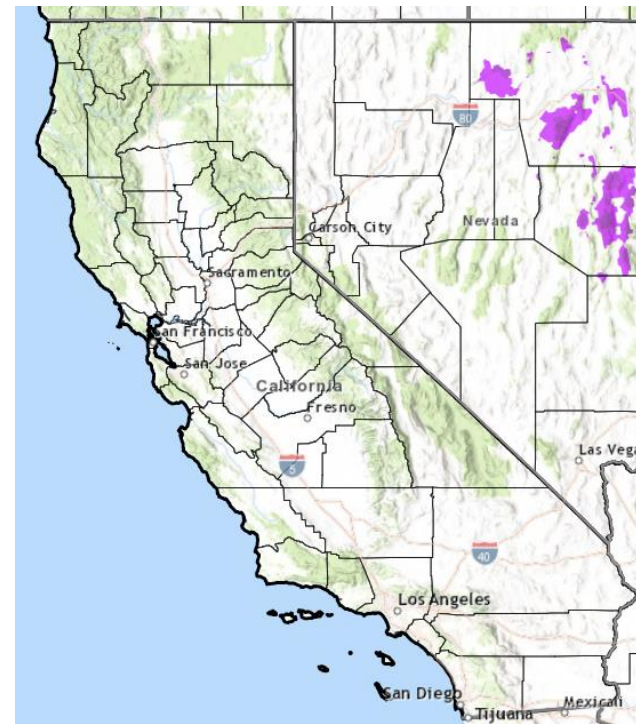 80
Nevada
Carson City
Sacramento
San Francisco
San Jose
California
Fresno
Las Vega
5
40
Los Angeles
San Diego
Tijuana
Mexicali